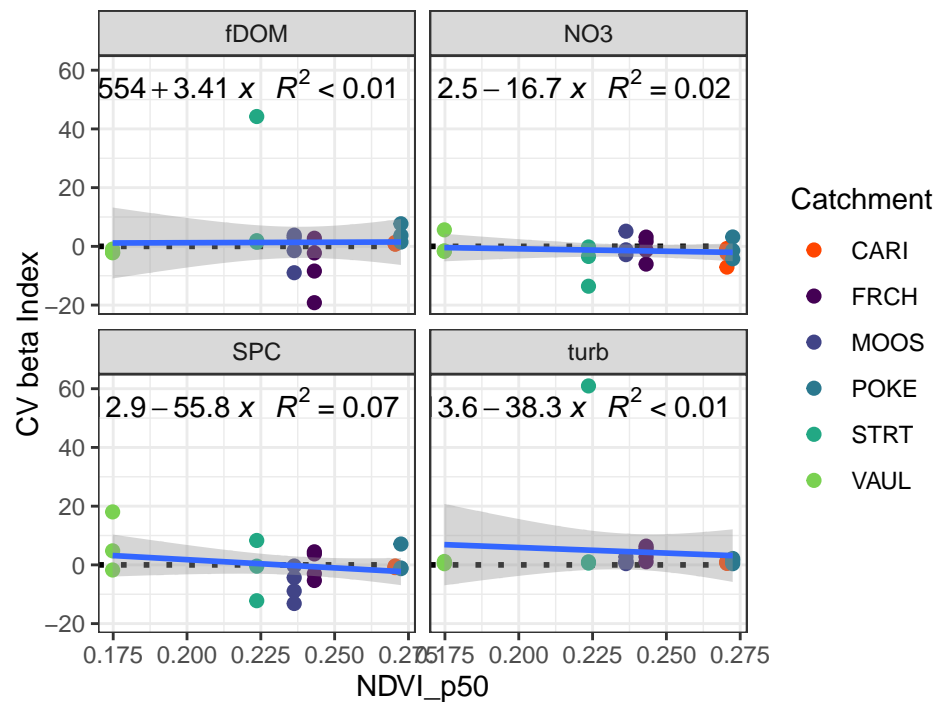 fDOM NO3
60
554 + 3.41 x R² < 0.01 2.5 − 16.7 x R² = 0.02
40
20
0
−20
SPC turb
60
2.9 − 55.8 x R² = 0.07 3.6 − 38.3 x R² < 0.01
40
20
0
−20
0.175 0.200 0.225 0.250 0.275 0.175 0.200 0.225 0.250 0.275
NDVI_p50
CV beta Index
Catchment
CARI
FRCH
MOOS
POKE
STRT
VAUL